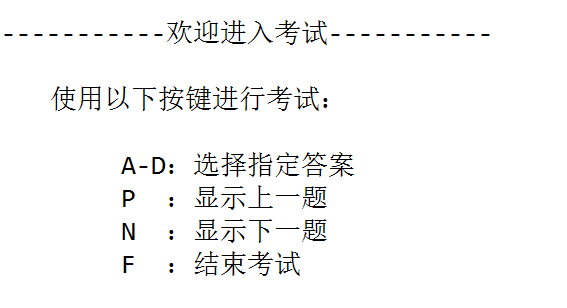 -----------欢迎进入考试-----------
使用以下按键进行考试：
A-D：选择指定答案
P ：显示上一题
N ：显示下一题
F ：结束考试